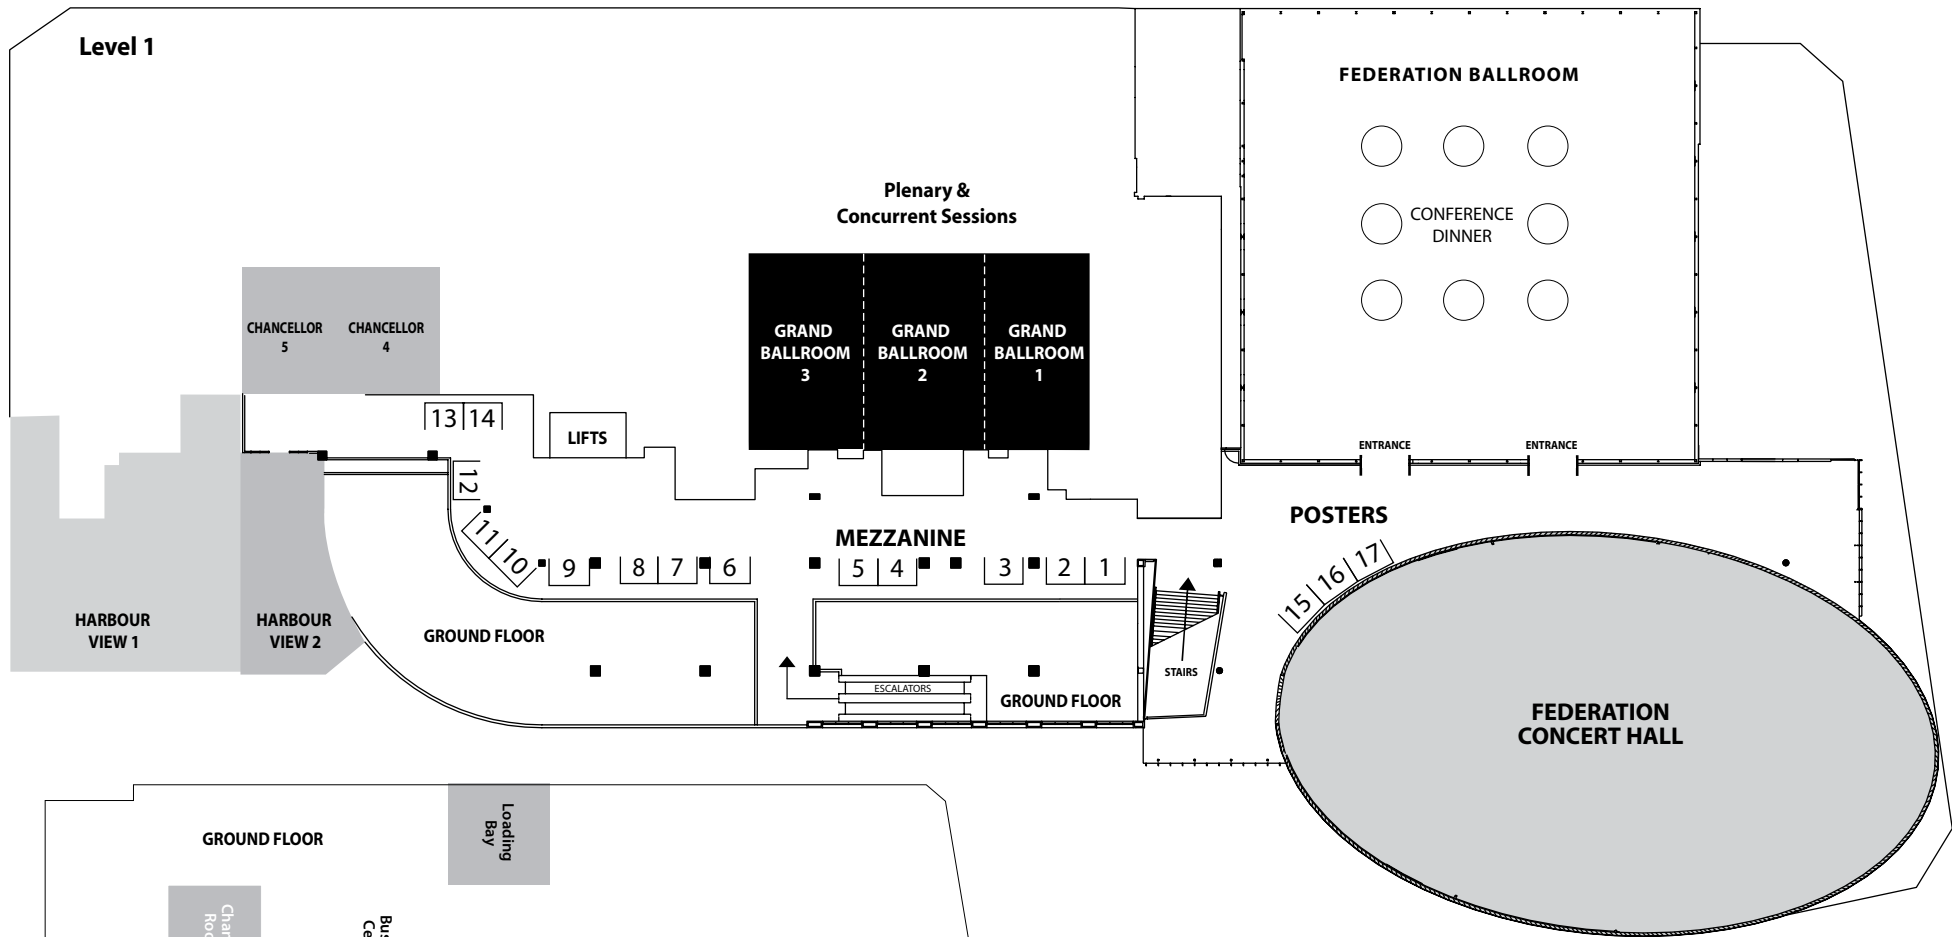 Level 1
FEDERATION BALLROOM
CONFERENCE
DINNER
ENTRANCE
ENTRANCE
Plenary &
Concurrent Sessions
GRAND
BALLROOM
3
GRAND
BALLROOM
2
GRAND
BALLROOM
1
CHANCELLOR
5
CHANCELLOR
4
13
14
LIFTS
12
11
10
9
8
7
6
MEZZANINE
5
4
3
2
1
POSTERS
15
16
17
HARBOUR
VIEW 1
HARBOUR
VIEW 2
GROUND FLOOR
ESCALATORS
GROUND FLOOR
STAIRS
FEDERATION
CONCERT HALL
GROUND FLOOR
Loading
Bay